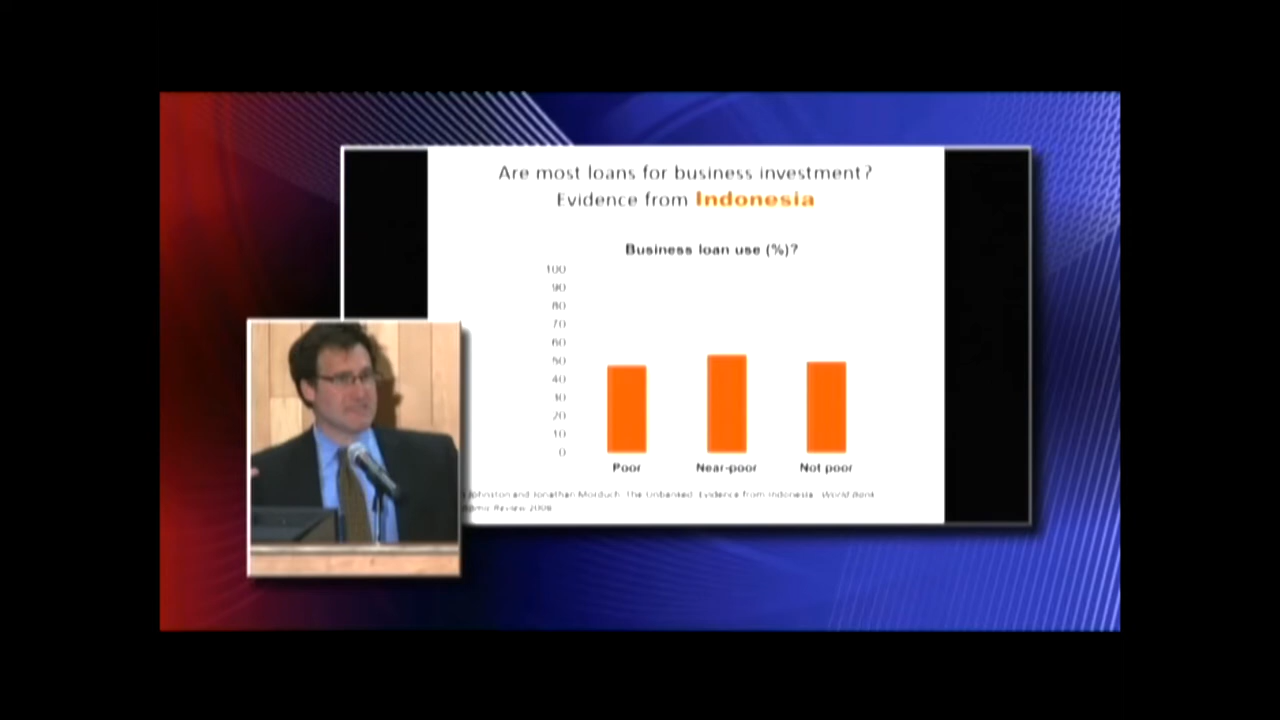 Are most loans for business investment?
Evidence from Indonesia
Business loan use (%)?
100
90
80
70
60
50
40
30
20
10
0
Poor Near-poor Not poor
Johnston and Jonathan Morduch. The Unbanked: Evidence from Indonesia. World Bank
Review 2008